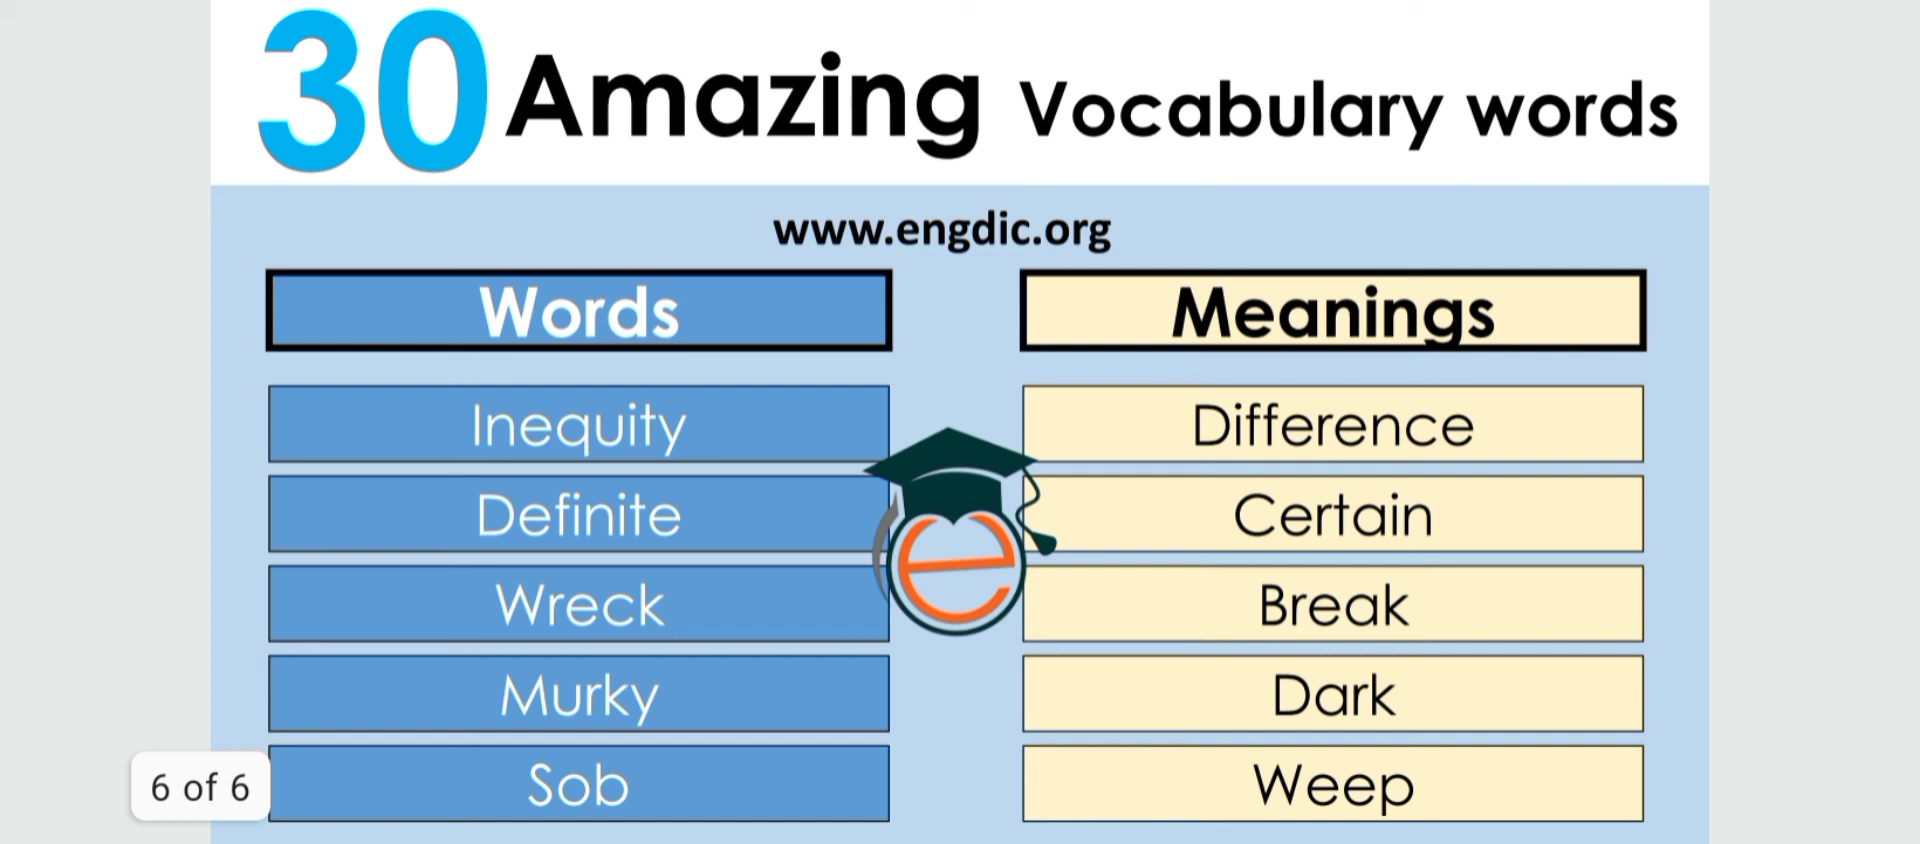 30 Amazing Vocabulary words
www.engdic.org
Words Meanings
Inequity Difference
Definite Certain
Wreck Break
Murky Dark
Sob Weep
6 of 6
e